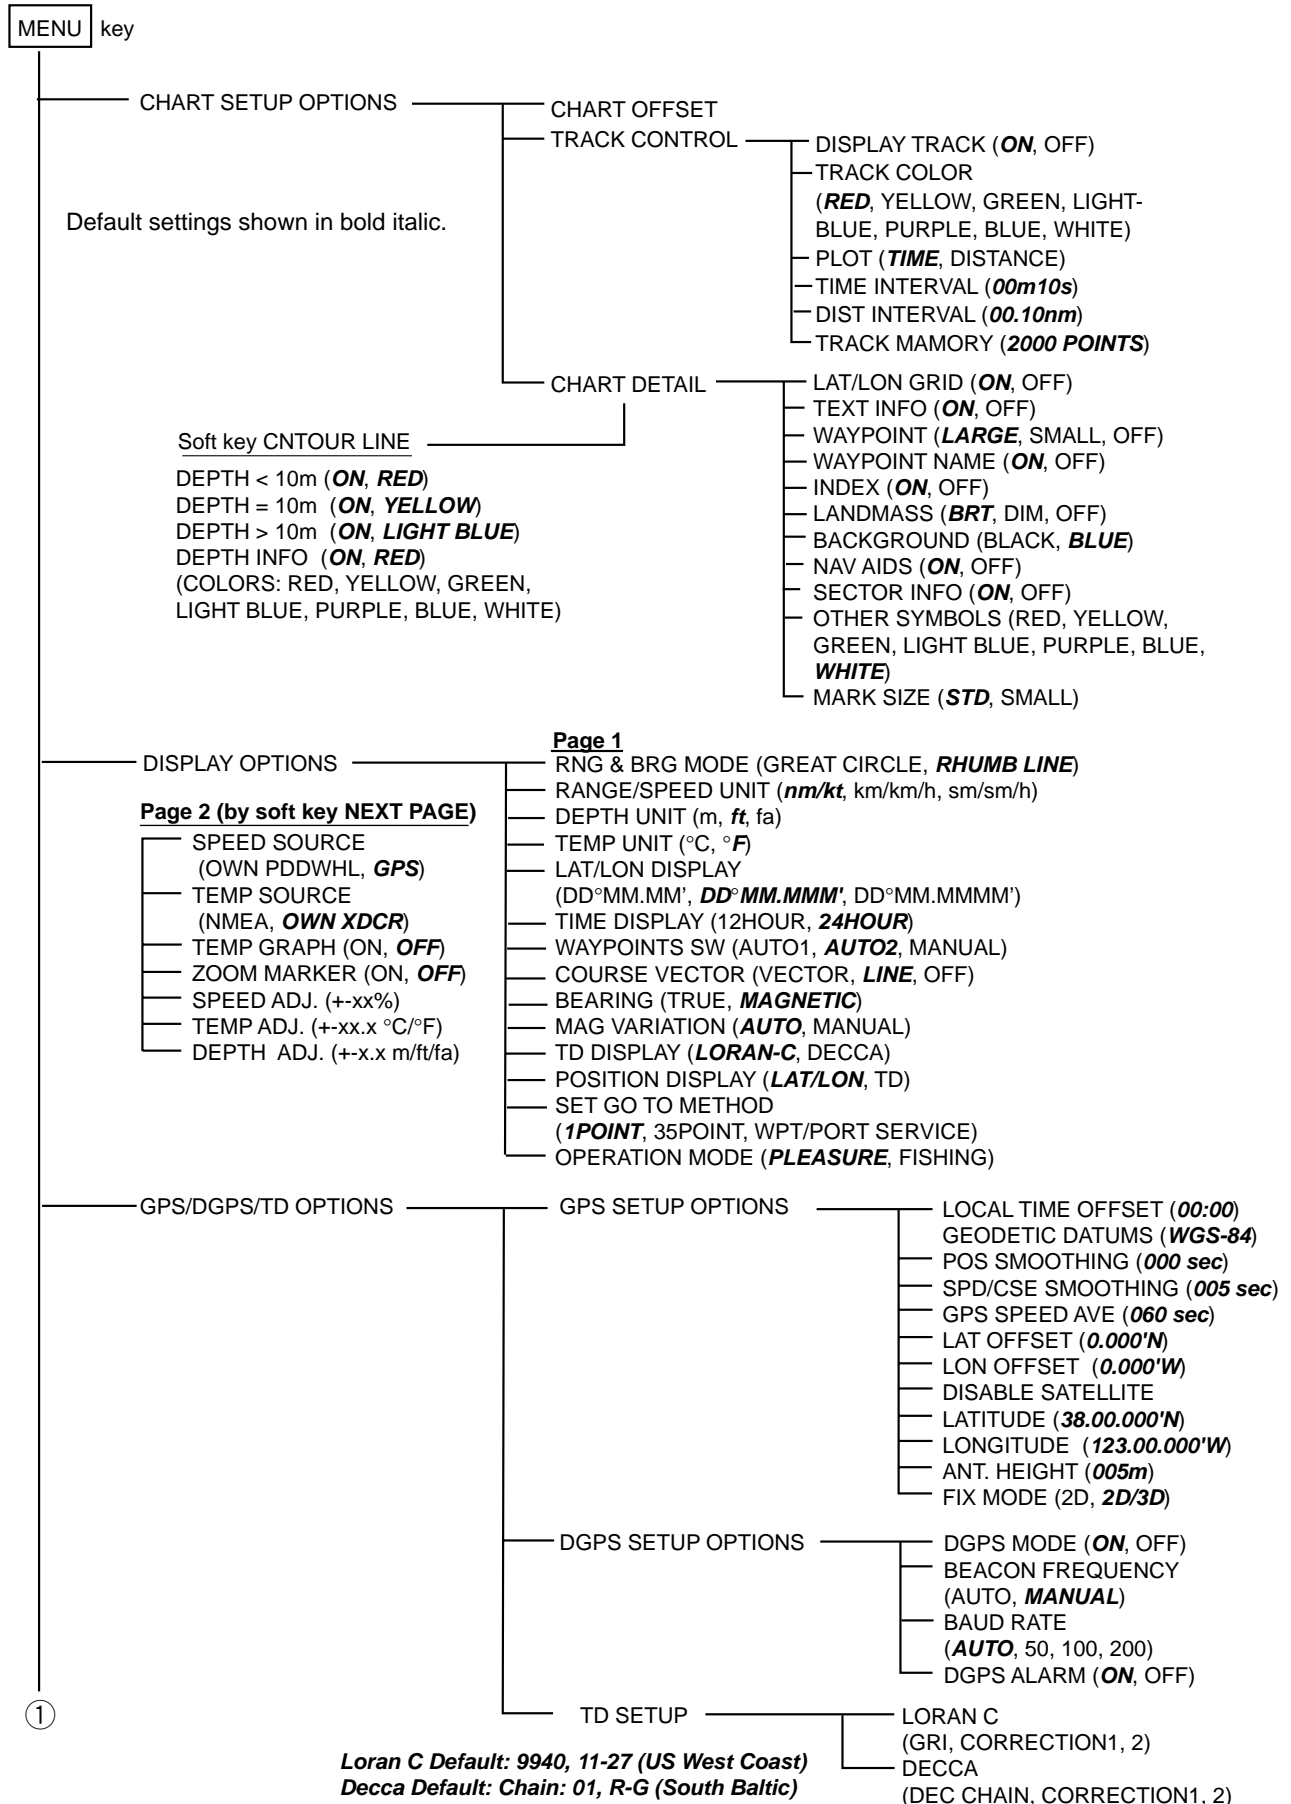 MENU key
CHART SETUP OPTIONS
Default settings shown in bold italic.
CHART OFFSET
TRACK CONTROL
DISPLAY TRACK (ON, OFF)
TRACK COLOR
(RED, YELLOW, GREEN, LIGHT-
BLUE, PURPLE, BLUE, WHITE)
PLOT (TIME, DISTANCE)
TIME INTERVAL (00m10s)
DIST INTERVAL (00.10nm)
TRACK MAMORY (2000 POINTS)
CHART DETAIL
LAT/LON GRID (ON, OFF)
TEXT INFO (ON, OFF)
WAYPOINT (LARGE, SMALL, OFF)
WAYPOINT NAME (ON, OFF)
INDEX (ON, OFF)
LANDMASS (BRT, DIM, OFF)
BACKGROUND (BLACK, BLUE)
NAV AIDS (ON, OFF)
SECTOR INFO (ON, OFF)
OTHER SYMBOLS (RED, YELLOW,
GREEN, LIGHT BLUE, PURPLE, BLUE,
WHITE)
MARK SIZE (STD, SMALL)
Soft key CNTOUR LINE
DEPTH < 10m (ON, RED)
DEPTH = 10m (ON, YELLOW)
DEPTH > 10m (ON, LIGHT BLUE)
DEPTH INFO (ON, RED)
(COLORS: RED, YELLOW, GREEN,
LIGHT BLUE, PURPLE, BLUE, WHITE)
DISPLAY OPTIONS
Page 1
RNG & BRG MODE (GREAT CIRCLE, RHUMB LINE)
RANGE/SPEED UNIT (nm/kt, km/km/h, sm/sm/h)
DEPTH UNIT (m, ft, fa)
TEMP UNIT (°C, °F)
LAT/LON DISPLAY
(DD°MM.MM’, DD°MM.MMM', DD°MM.MMMM’)
TIME DISPLAY (12HOUR, 24HOUR)
WAYPOINTS SW (AUTO1, AUTO2, MANUAL)
COURSE VECTOR (VECTOR, LINE, OFF)
BEARING (TRUE, MAGNETIC)
MAG VARIATION (AUTO, MANUAL)
TD DISPLAY (LORAN-C, DECCA)
POSITION DISPLAY (LAT/LON, TD)
SET GO TO METHOD
(1POINT, 35POINT, WPT/PORT SERVICE)
OPERATION MODE (PLEASURE, FISHING)
Page 2 (by soft key NEXT PAGE)
SPEED SOURCE
(OWN PDDWHL, GPS)
TEMP SOURCE
(NMEA, OWN XDCR)
TEMP GRAPH (ON, OFF)
ZOOM MARKER (ON, OFF)
SPEED ADJ. (+-xx%)
TEMP ADJ. (+-xx.x °C/°F)
DEPTH ADJ. (+-x.x m/ft/fa)
GPS/DGPS/TD OPTIONS
GPS SETUP OPTIONS
LOCAL TIME OFFSET (00:00)
GEODETIC DATUMS (WGS-84)
POS SMOOTHING (000 sec)
SPD/CSE SMOOTHING (005 sec)
GPS SPEED AVE (060 sec)
LAT OFFSET (0.000'N)
LON OFFSET (0.000'W)
DISABLE SATELLITE
LATITUDE (38.00.000'N)
LONGITUDE (123.00.000'W)
ANT. HEIGHT (005m)
FIX MODE (2D, 2D/3D)
DGPS SETUP OPTIONS
DGPS MODE (ON, OFF)
BEACON FREQUENCY
(AUTO, MANUAL)
BAUD RATE
(AUTO, 50, 100, 200)
DGPS ALARM (ON, OFF)
①
TD SETUP
LORAN C
(GRI, CORRECTION1, 2)
DECCA
(DEC CHAIN, CORRECTION1, 2)
Loran C Default: 9940, 11-27 (US West Coast)
Decca Default: Chain: 01, R-G (South Baltic)